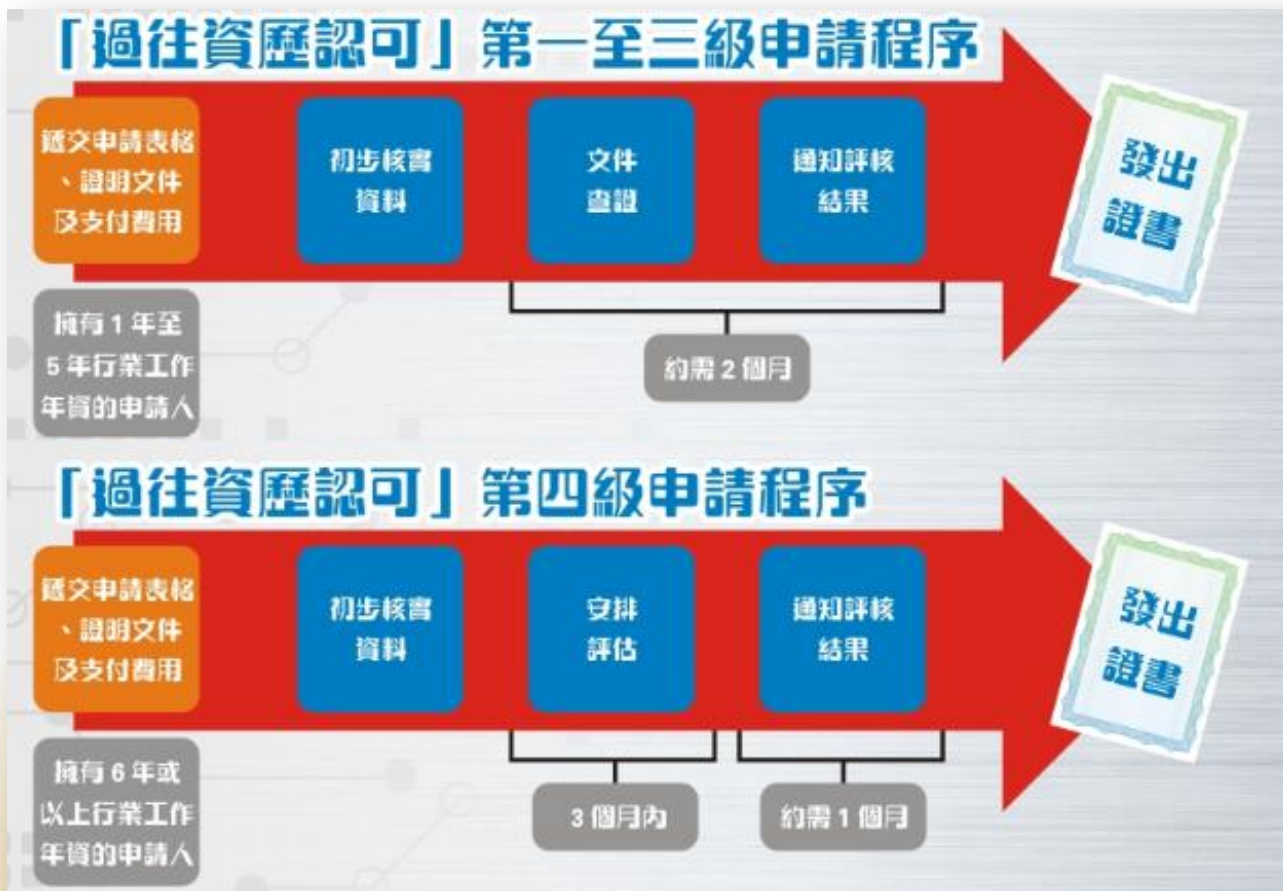 「過往資歷認可」第一至三級申請程序
遞交申請表格
、證明文件
及支付費用
初步核實
資料
文件
查證
通知評核
結果
發出
證書
擁有 1 年至
5 年行業工作
年資的申請人
約需 2 個月
「過往資歷認可」第四級申請程序
遞交申請表格
、證明文件
及支付費用
初步核實
資料
安排
評估
通知評核
結果
發出
證書
擁有 6 年或
以上行業工作
年資的申請人
3 個月內
約需 1 個月